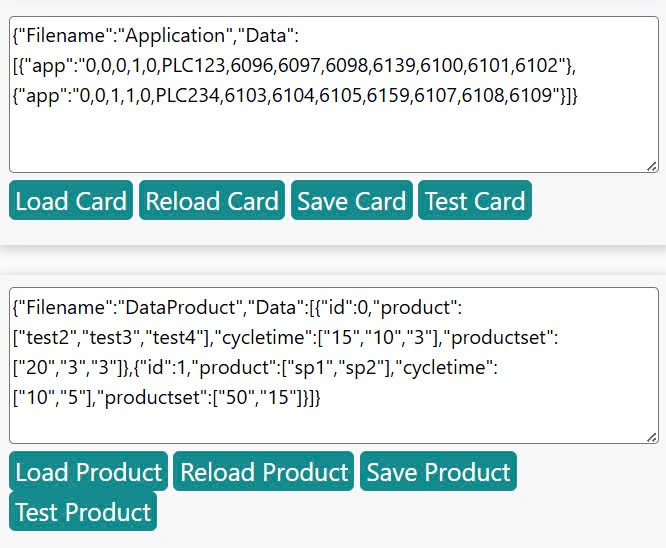 {"Filename":"Application","Data":
[{"app":"0,0,0,1,0,PLC123,6096,6097,6098,6139,6100,6101,6102"},
{"app":"0,0,1,1,0,PLC234,6103,6104,6105,6159,6107,6108,6109"}]}
Load Card Reload Card Save Card Test Card
{"Filename":"DataProduct","Data":[{"id":0,"product":
["test2","test3","test4"],"cycletime":["15","10","3"],"productset":
["20","3","3"]},{"id":1,"product":["sp1","sp2"],"cycletime":
["10","5"],"productset":["50","15"]}]}
Load Product Reload Product Save Product
Test Product